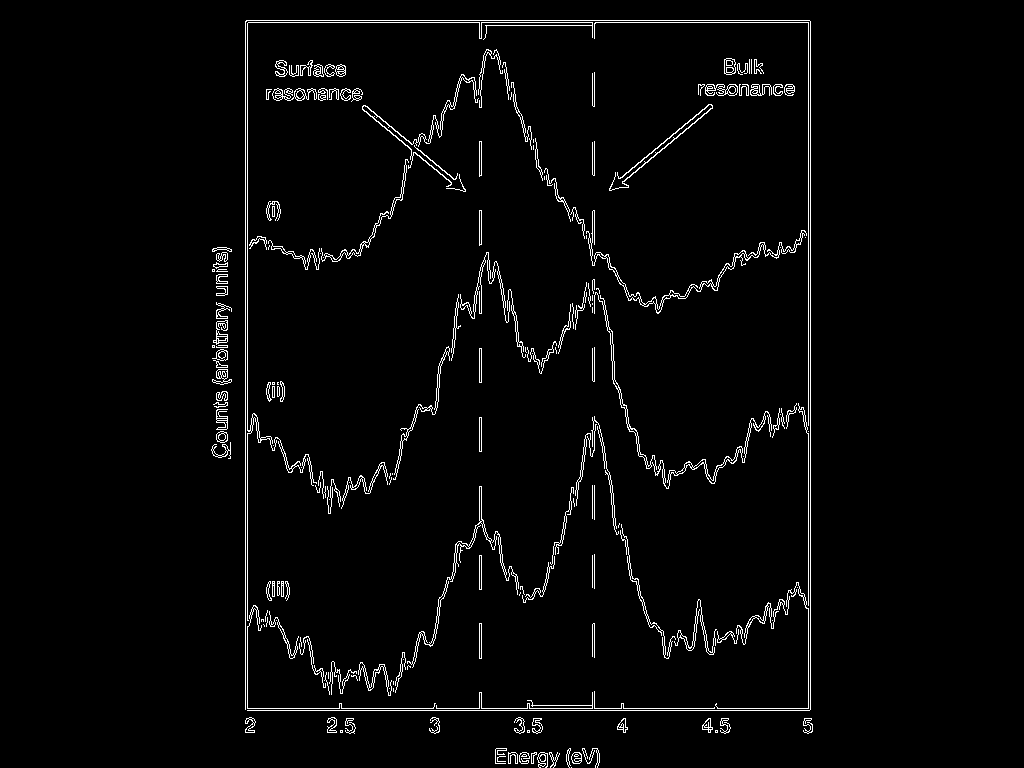 Surface
resonance
Bulk
resonance
(i)
(ii)
(iii)
Counts (arbitrary units)
2 2.5 3 3.5 4 4.5 5
Energy (eV)